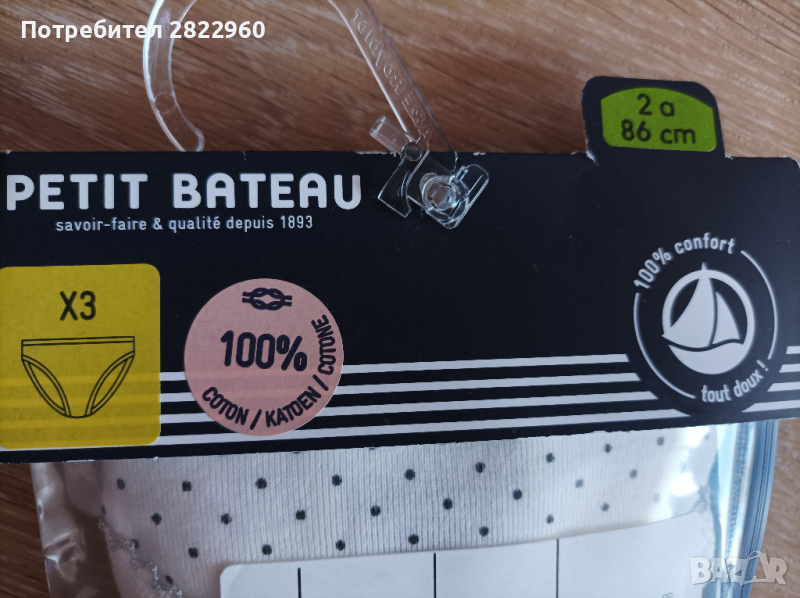 Потребител 2822960
2 a
86 cm
PETIT BATEAU
savoir-faire & qualité depuis 1893
X3
100%
COTON / KATOEN / COTONE
100% confort
tout doux !
BAZAR